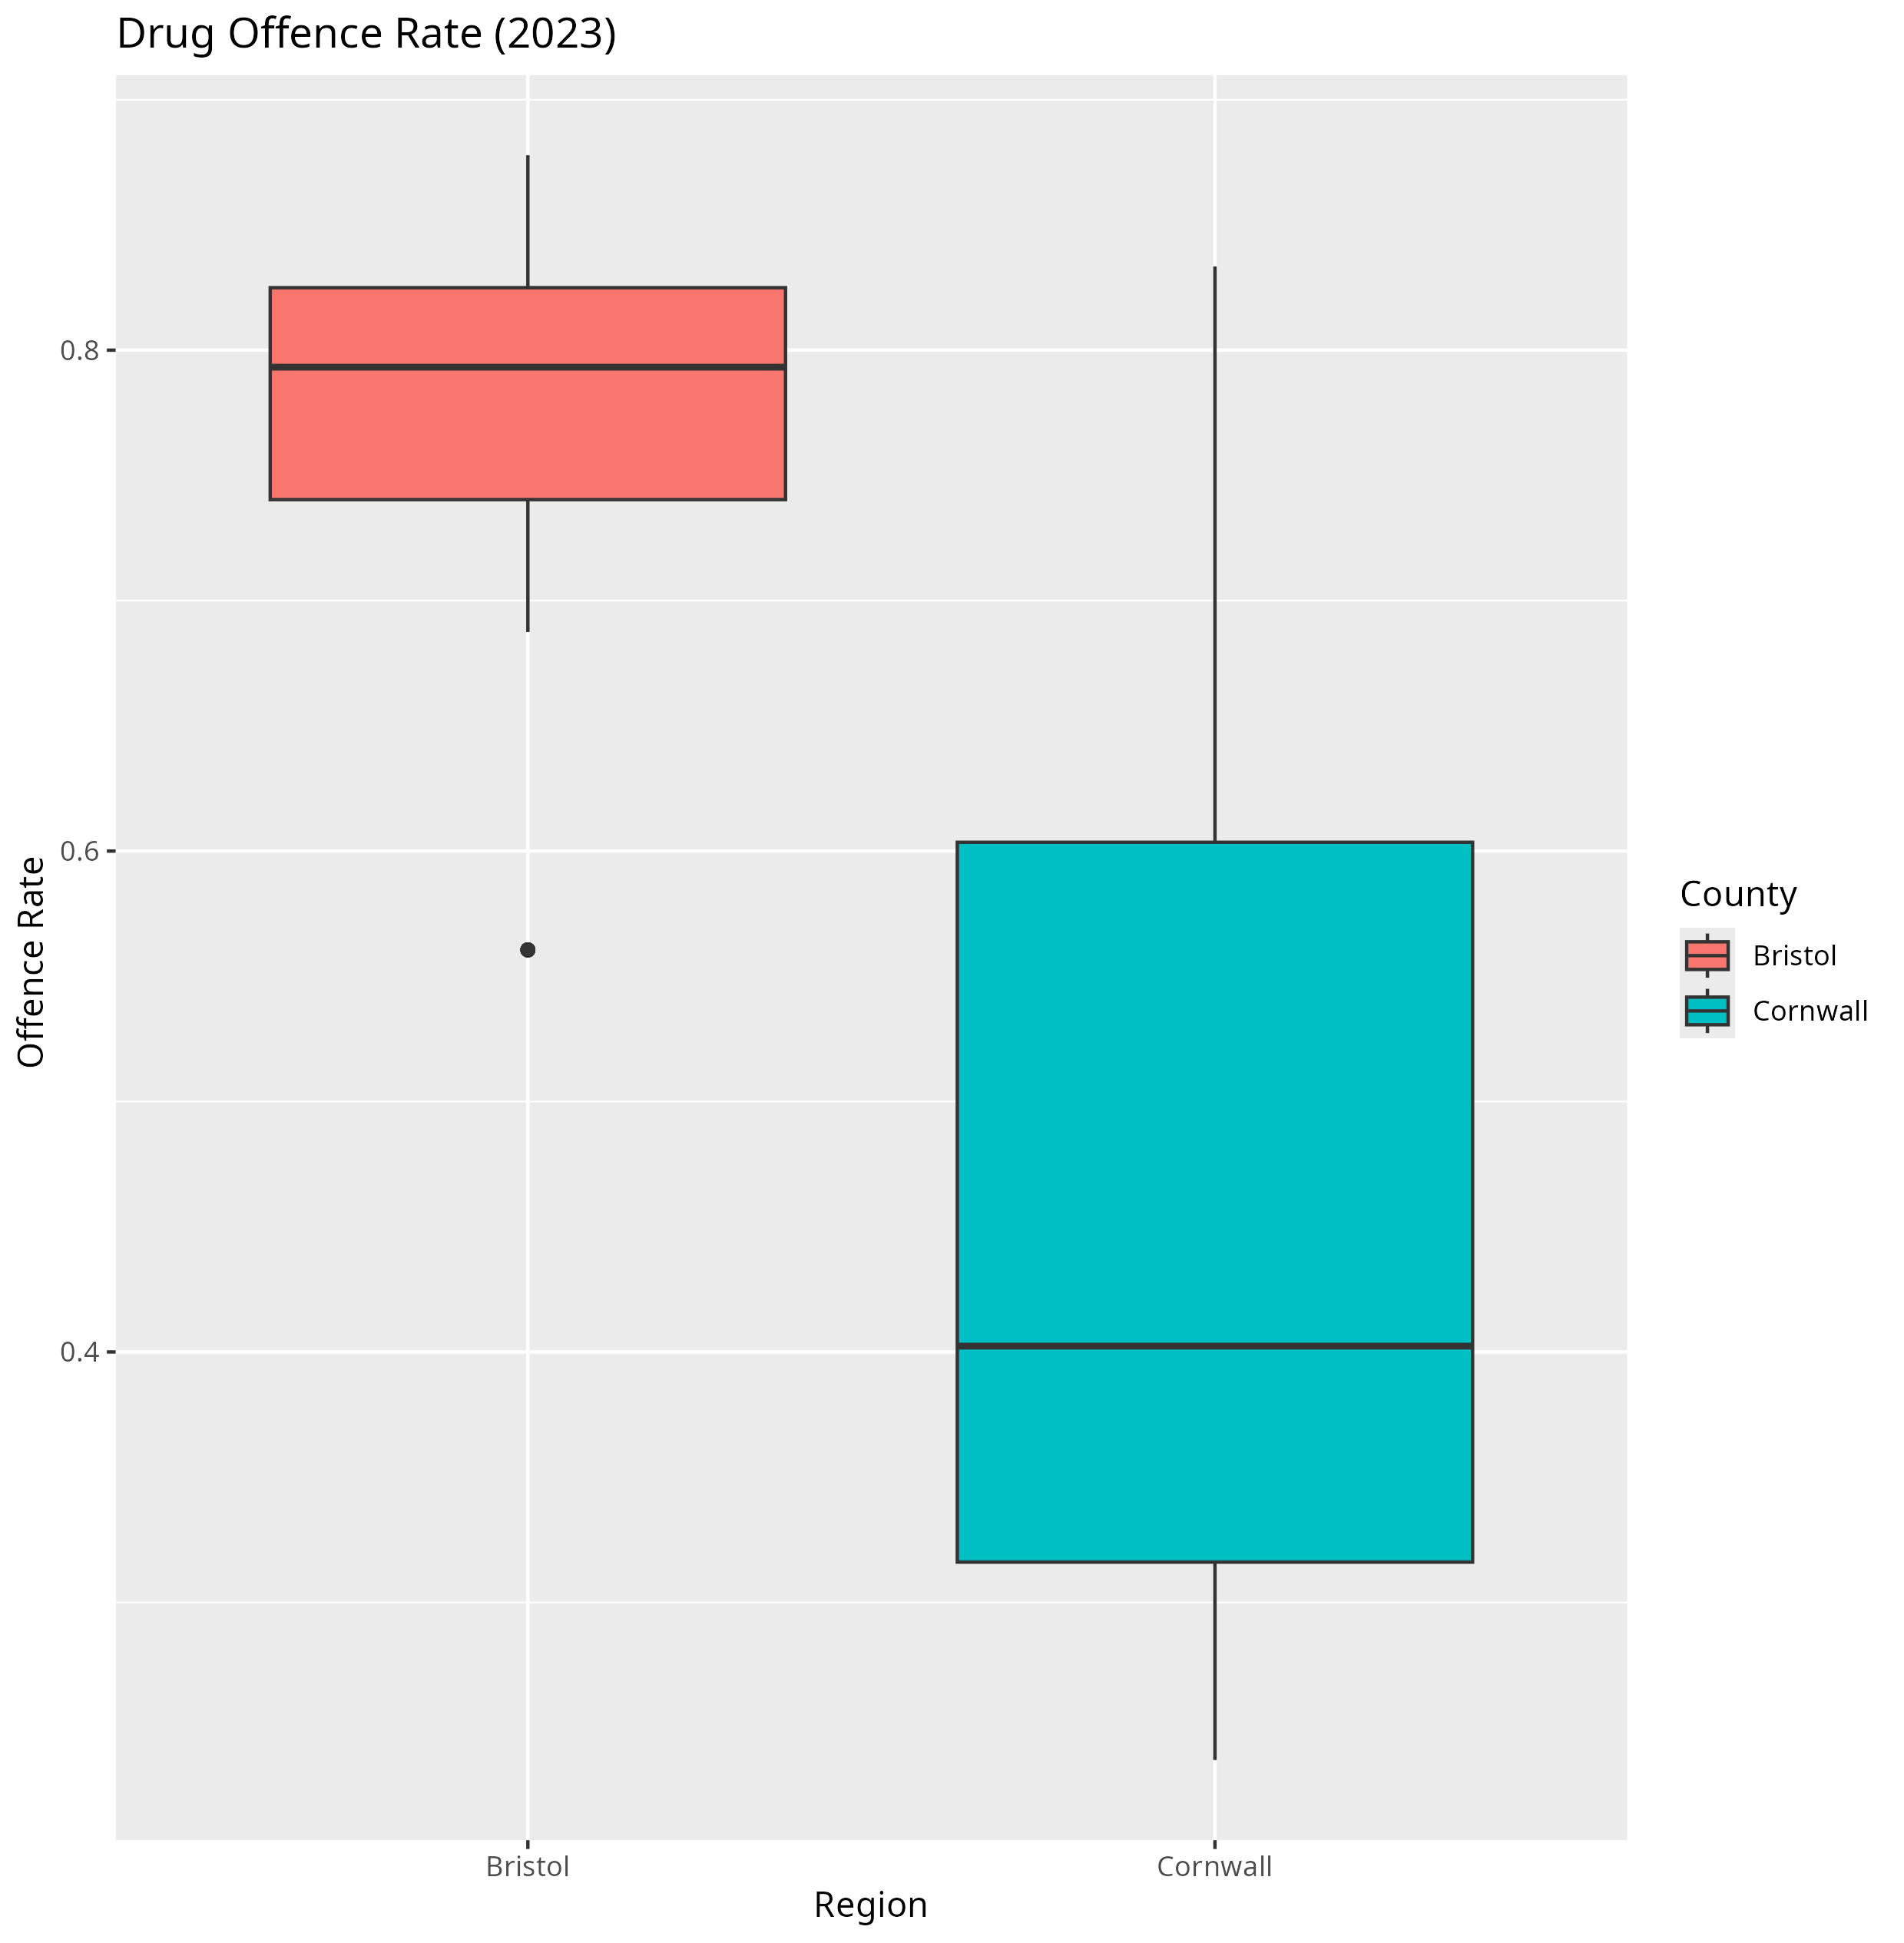 Drug Offence Rate (2023)
Offence Rate
0.8
0.6
0.4
Bristol
Cornwall
Region
County
Bristol
Cornwall